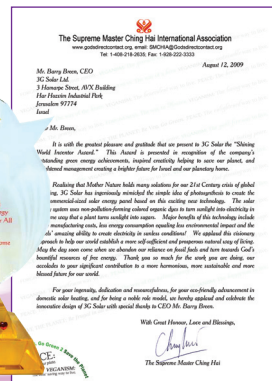 The Supreme Master Ching Hai International Association
www.godsdirectcontact.org, email: SMCHIA@Godsdirectcontact.org
Tel: 1-408-218-2635; Fax: 1-928-222-3333
August 12, 2009
Mr. Barry Breen, CEO
3G Solar Ltd.
3 Hamarpe Street, AVX Building
Har Hozvim Industrial Park
Jerusalem 97774
Israel
Mr. Breen,
It is with the greatest pleasure and gratitude that we present to 3G Solar the "Shining
World Inventor Award." This Award is presented in recognition of the company's
standing green energy achievements, inspired creativity helping to save our planet, and
management creating a brighter future for Israel and our planetary home.
Realising that Mother Nature holds many solutions for our 21st Century crisis of global
3G Solar has ingeniously mimicked the simple idea of photosynthesis to create the
commercial-sized solar energy panel based on this exciting new technology. The solar
system uses non-polluting-forming colored organic dyes to turn sunlight into electricity in
way that a plant turns sunlight into sugars. Major benefits of this technology include
manufacturing costs, less energy consumption equaling less environmental impact and the
amazing ability to create electricity in sunless conditions! We applaud this visionary
approach to help our world establish a more self-sufficient and prosperous natural way of living.
May the day soon come when we abandon our reliance on fossil fuels and turn towards God's
bountiful resources of free energy. Thank you so much for the work you are doing, our
accolades to your significant contribution to a more harmonious, more sustainable and more
blessed future for our world.
For your ingenuity, dedication and resourcefulness, for your eco-friendly advancement in
domestic solar heating, and for being a noble role model, we hereby applaud and celebrate the
innovative design of 3G Solar with special thanks to CEO Mr. Barry Breen.
With Great Honour, Love and Blessings,
The Supreme Master Ching Hai
Go Green 2 Save the
VEGANISM: